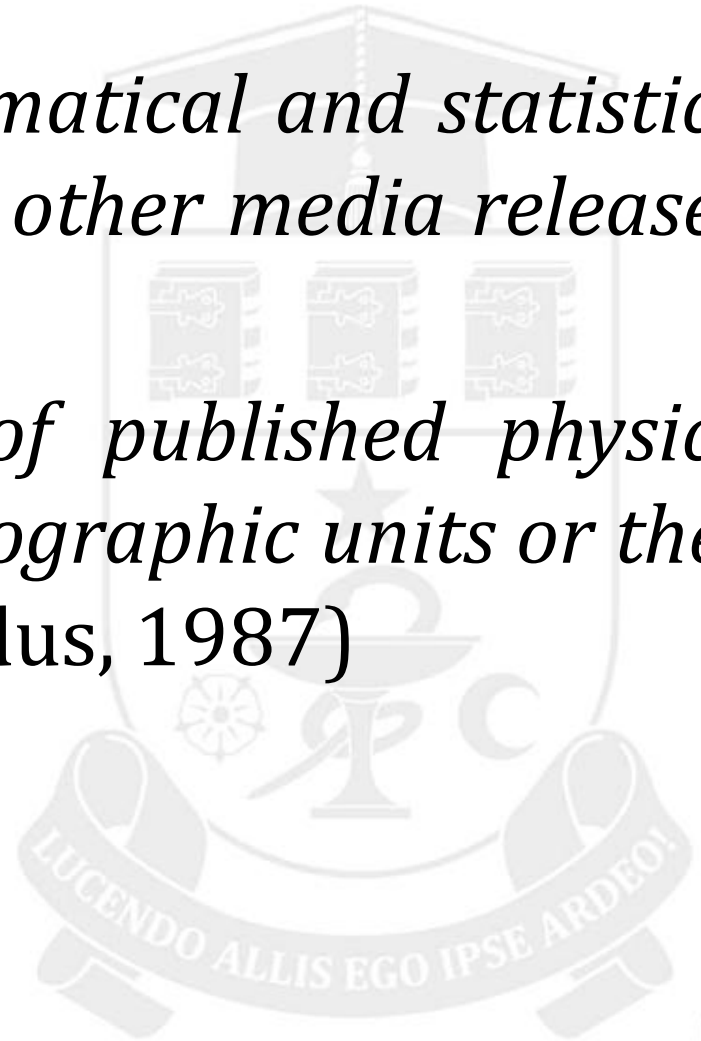 matical and statistic
other media release
of published physic
ographic units or the
lus, 1987)
LUCENDO ALLIS EGO IPSE ARDEO!